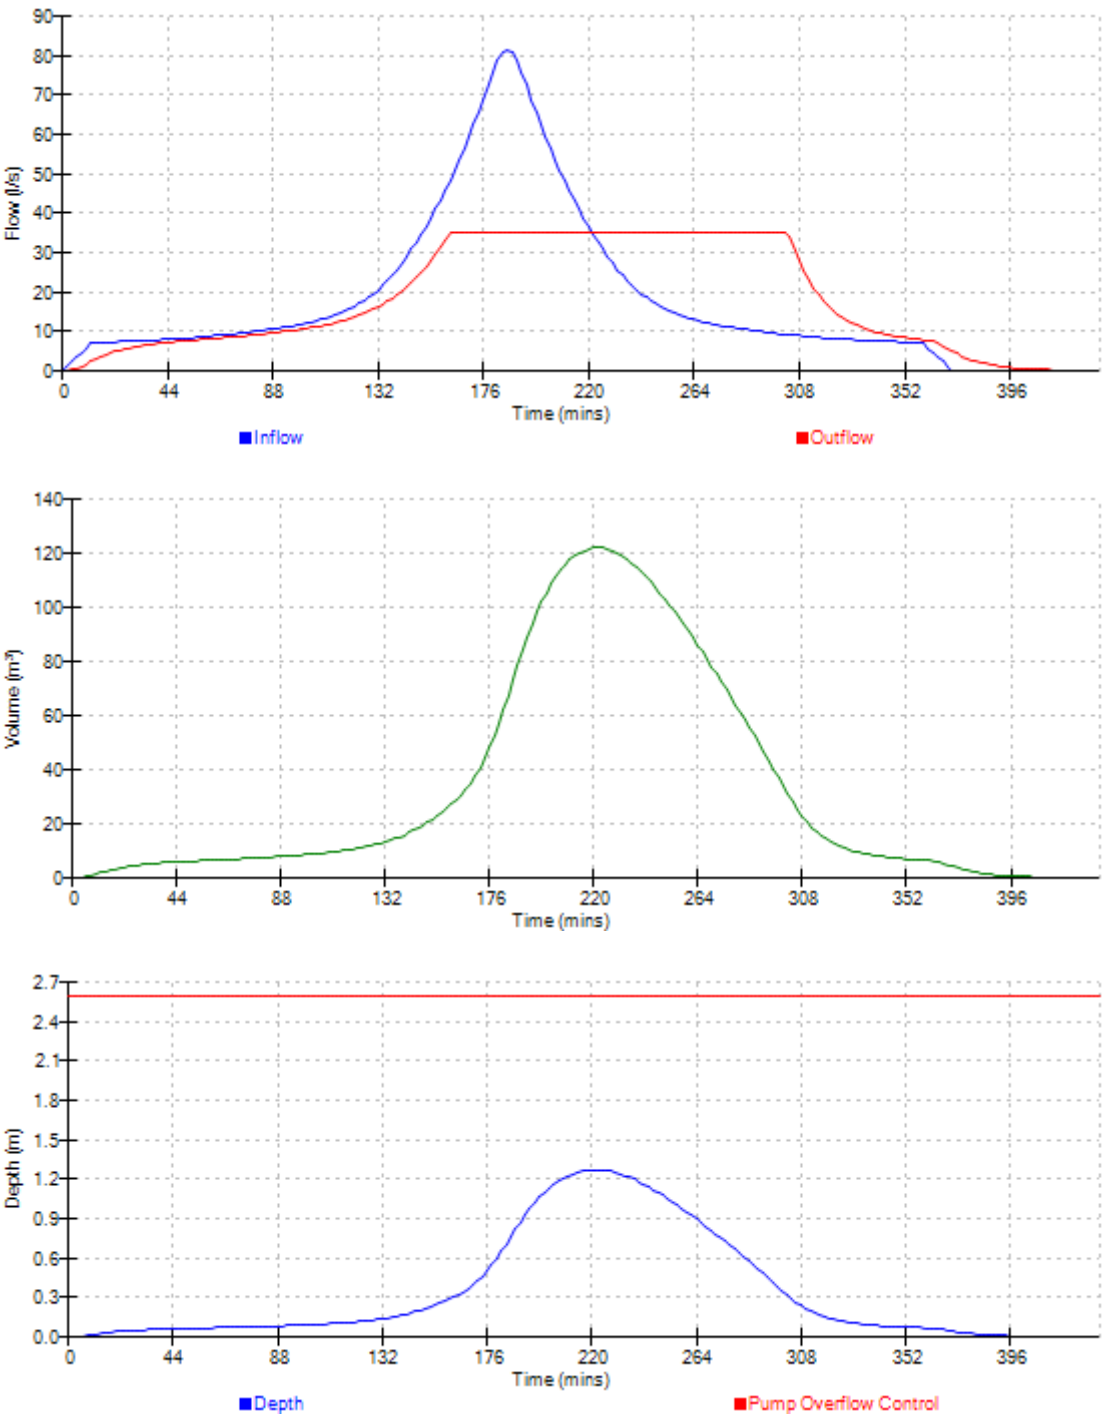 90
80
70
60
50
40
30
20
10
0
Flow (l/s)
0 44 88 132 176 220 264 308 352 396
Time (mins)
Inflow Outflow
140
120
100
80
60
40
20
0
Volume (m³)
0 44 88 132 176 220 264 308 352 396
Time (mins)
2.7
2.4
2.1
1.8
1.5
1.2
0.9
0.6
0.3
0.0
Depth (m)
0 44 88 132 176 220 264 308 352 396
Time (mins)
Depth Pump Overflow Control